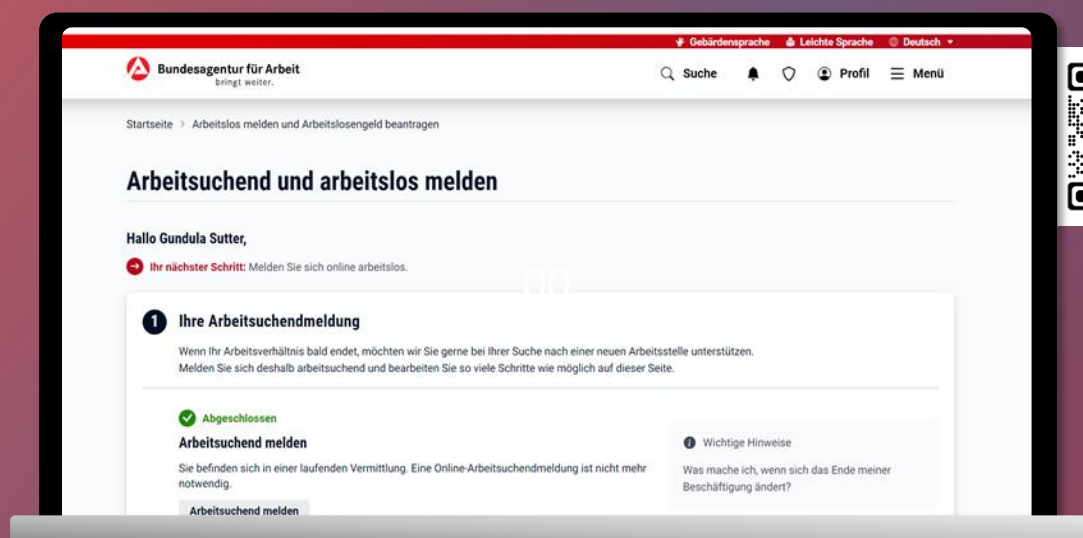 Gebärdensprache Leichte Sprache Deutsch
Bundesagentur für Arbeit
bringt weiter.
Suche Profil Menü
Startseite > Arbeitslos melden und Arbeitslosengeld beantragen
Arbeitsuchend und arbeitslos melden
Hallo Gundula Sutter,
Ihr nächster Schritt: Melden Sie sich online arbeitslos.
00
1 Ihre Arbeitsuchendmeldung
Wenn Ihr Arbeitsverhältnis bald endet, möchten wir Sie gerne bei Ihrer Suche nach einer neuen Arbeitsstelle unterstützen.
Melden Sie sich deshalb arbeitsuchend und bearbeiten Sie so viele Schritte wie möglich auf dieser Seite.
Abgeschlossen
Arbeitsuchend melden
Sie befinden sich in einer laufenden Vermittlung. Eine Online-Arbeitsuchendmeldung ist nicht mehr
notwendig.
Arbeitsuchend melden
Wichtige Hinweise
Was mache ich, wenn sich das Ende meiner
Beschäftigung ändert?